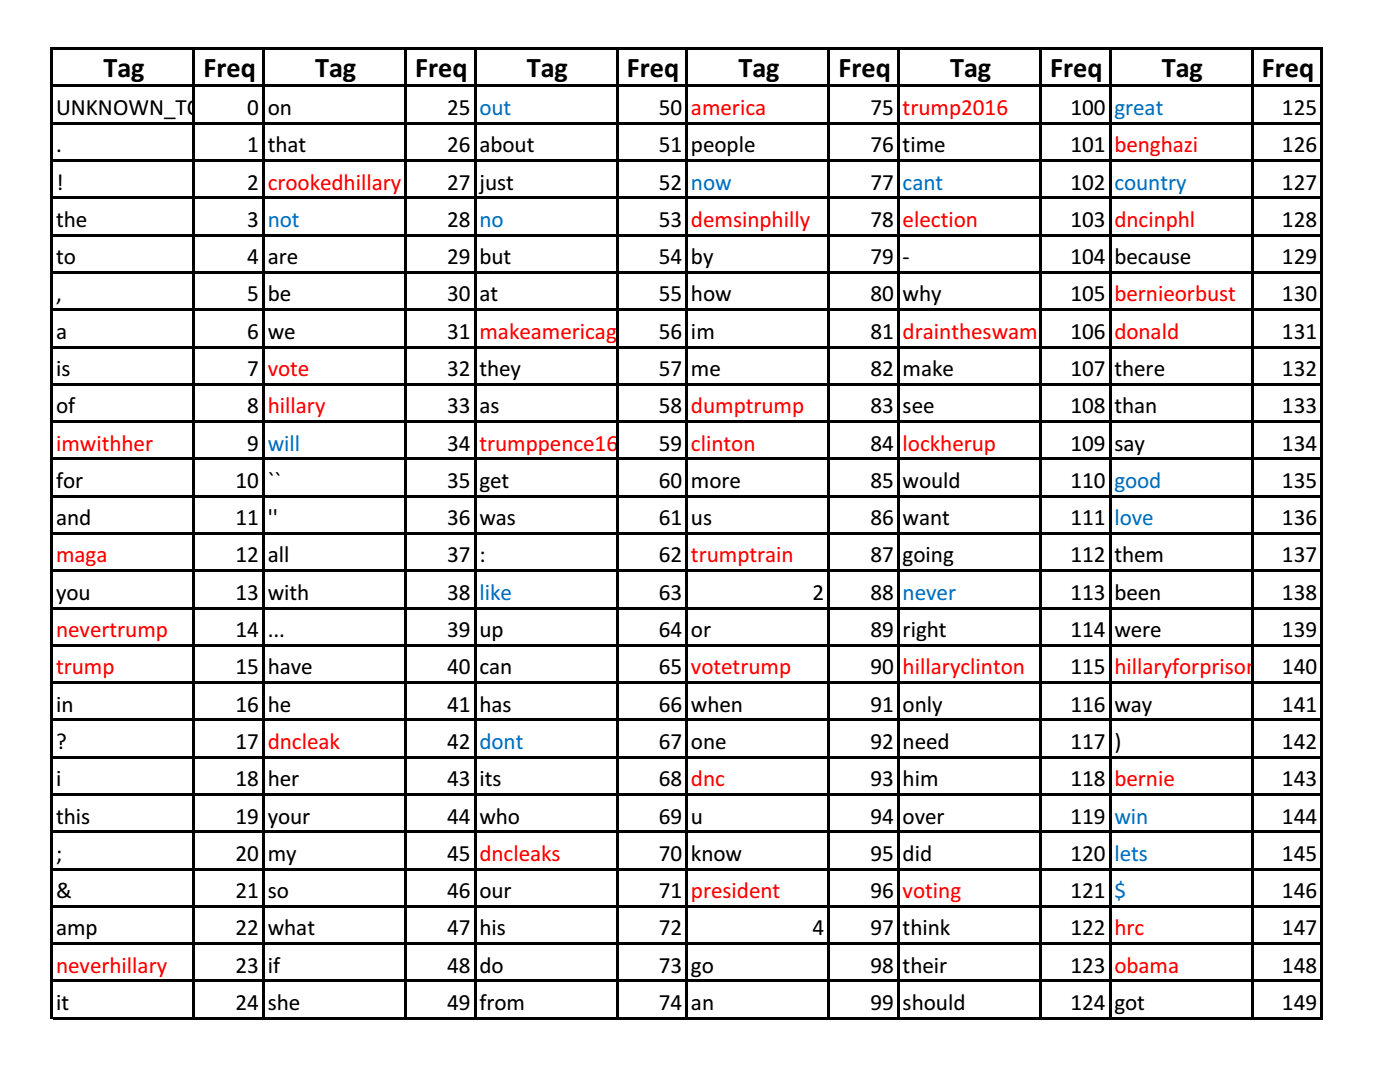 Tag Freq Tag Freq Tag Freq Tag Freq Tag Freq Tag Freq
UNKNOWN_TO 0 on 25 out 50 america 75 trump2016 100 great 125
. 1 that 26 about 51 people 76 time 101 benghazi 126
! 2 crookedhillary 27 just 52 now 77 cant 102 country 127
the 3 not 28 no 53 demsinphilly 78 election 103 dncinphl 128
to 4 are 29 but 54 by 79 - 104 because 129
, 5 be 30 at 55 how 80 why 105 bernieorbust 130
a 6 we 31 makeamericag 56 im 81 draintheswam 106 donald 131
is 7 vote 32 they 57 me 82 make 107 there 132
of 8 hillary 33 as 58 dumptrump 83 see 108 than 133
imwithher 9 will 34 trumppence16 59 clinton 84 lockherup 109 say 134
for 10 `` 35 get 60 more 85 would 110 good 135
and 11 '' 36 was 61 us 86 want 111 love 136
maga 12 all 37 : 62 trumptrain 87 going 112 them 137
you 13 with 38 like 63 2 88 never 113 been 138
nevertrump 14 ... 39 up 64 or 89 right 114 were 139
trump 15 have 40 can 65 votetrump 90 hillaryclinton 115 hillaryforprison 140
in 16 he 41 has 66 when 91 only 116 way 141
? 17 dncleak 42 dont 67 one 92 need 117 ) 142
i 18 her 43 its 68 dnc 93 him 118 bernie 143
this 19 your 44 who 69 u 94 over 119 win 144
; 20 my 45 dncleaks 70 know 95 did 120 lets 145
& 21 so 46 our 71 president 96 voting 121 $ 146
amp 22 what 47 his 72 4 97 think 122 hrc 147
neverhillary 23 if 48 do 73 go 98 their 123 obama 148
it 24 she 49 from 74 an 99 should 124 got 149